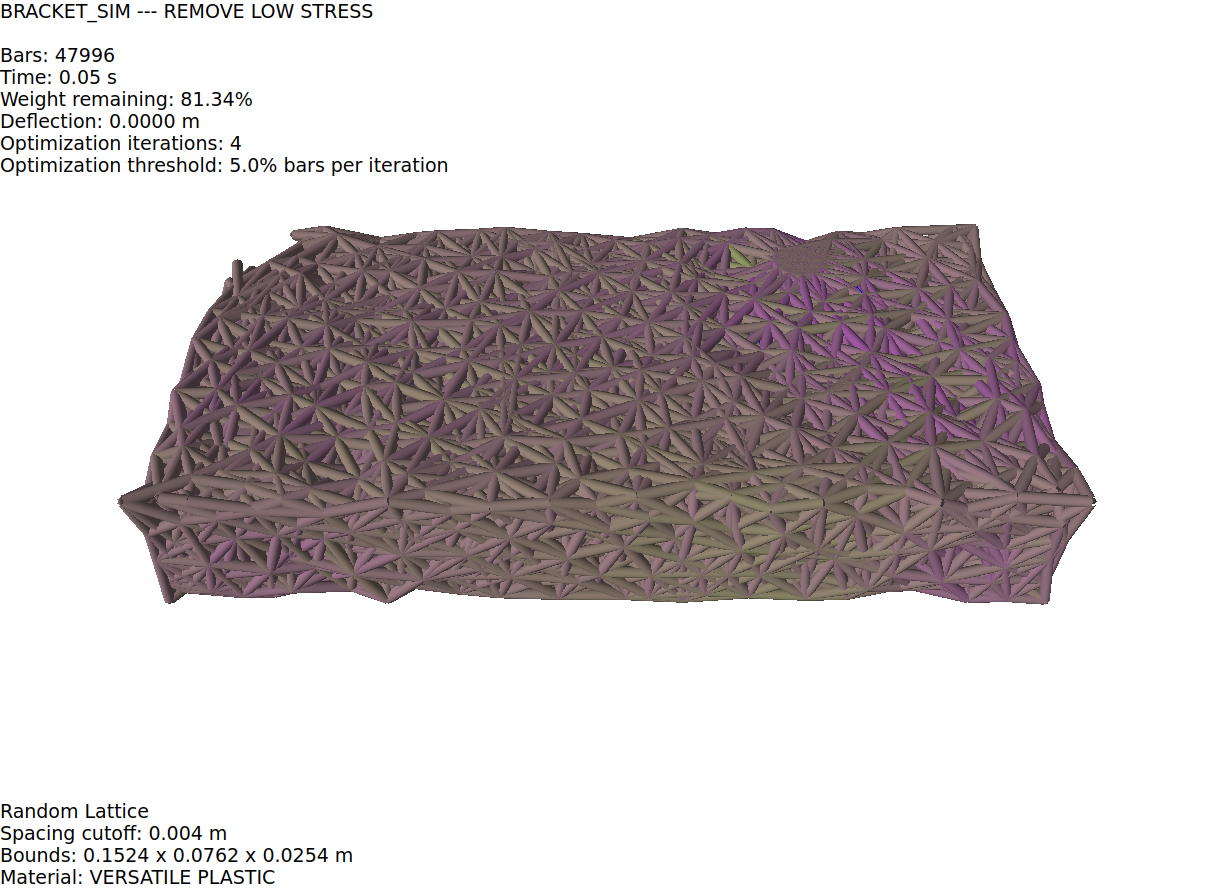 BRACKET_SIM --- REMOVE LOW STRESS
Bars: 47996
Time: 0.05 s
Weight remaining: 81.34%
Deflection: 0.0000 m
Optimization iterations: 4
Optimization threshold: 5.0% bars per iteration
Random Lattice
Spacing cutoff: 0.004 m
Bounds: 0.1524 x 0.0762 x 0.0254 m
Material: VERSATILE PLASTIC